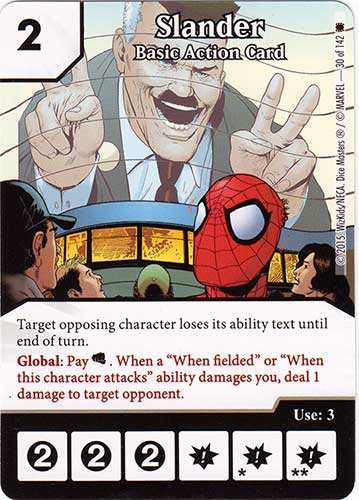 2
Slander
Basic Action Card
© 2015 WizKids/NECA. Dice Masters ® / © MARVEL — 30 of 142
Target opposing character loses its ability text until
end of turn.
Global: Pay . When a “When fielded” or “When
this character attacks” ability damages you, deal 1
damage to target opponent.
Use: 3
2 2 2 ! ! !
* **